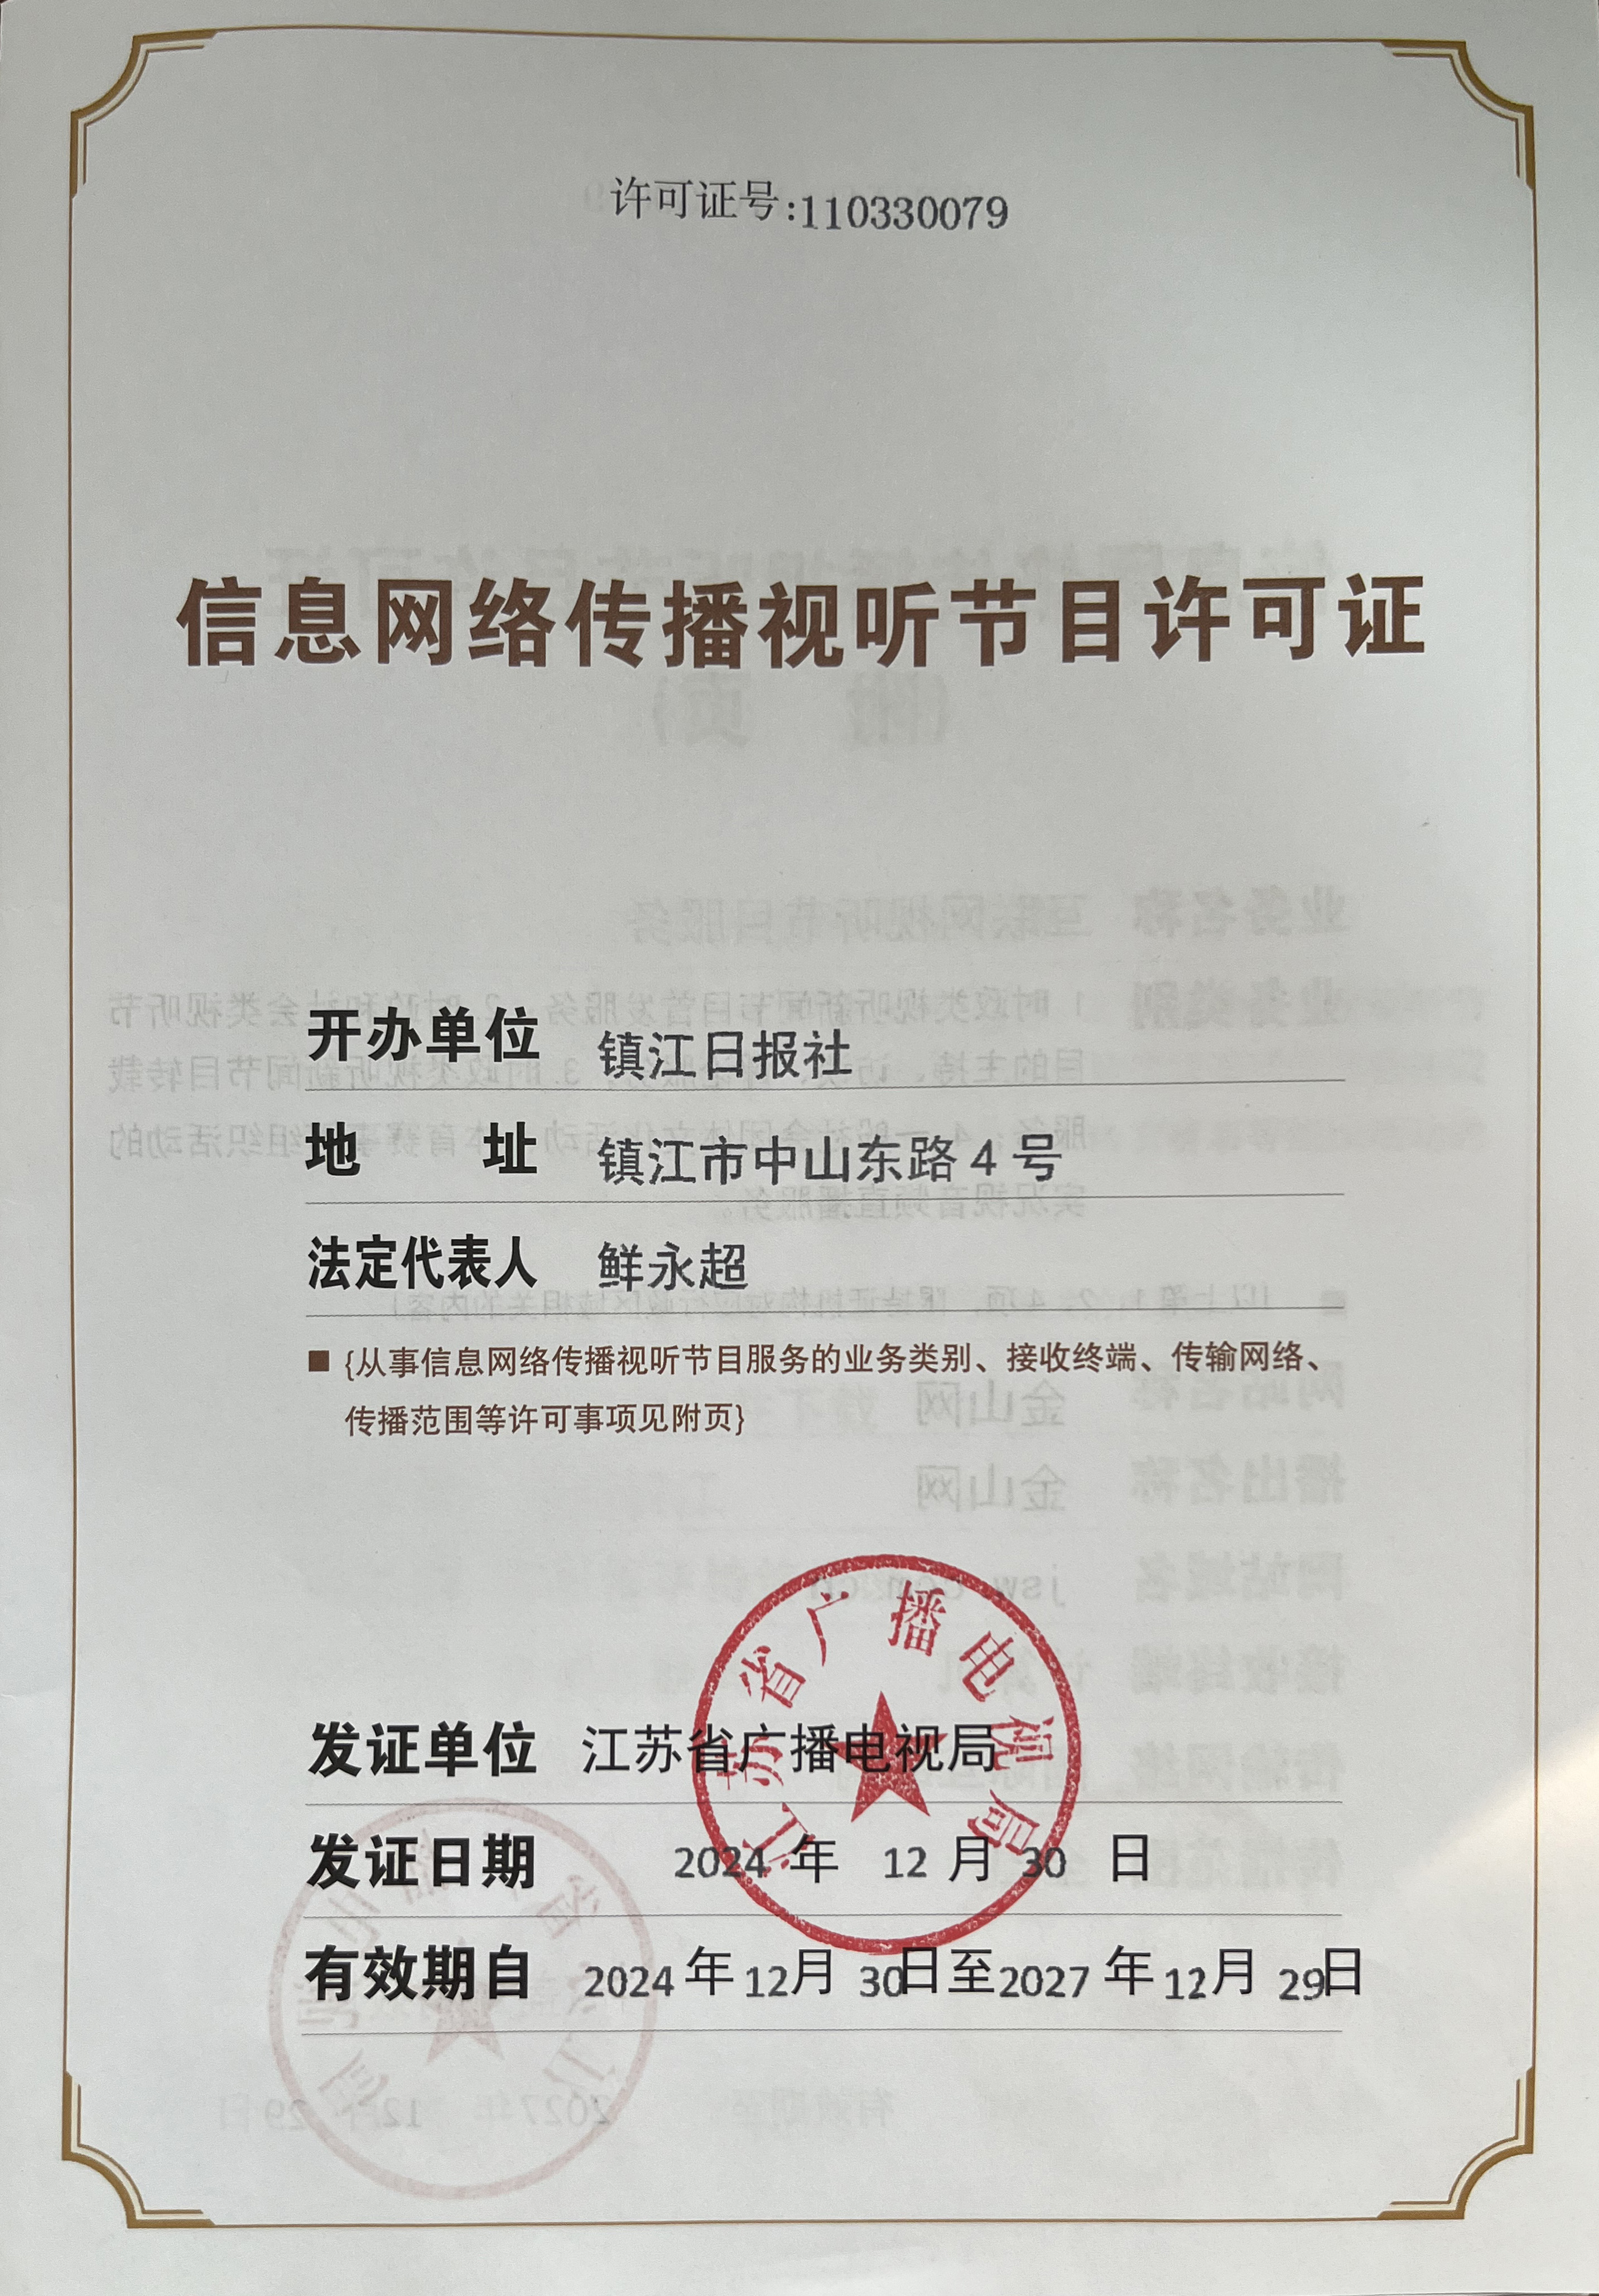 许可证号:110330079
信息网络传播视听节目许可证
开办单位 镇江日报社
地 址 镇江市中山东路4号
法定代表人 鲜永超
■ {从事信息网络传播视听节目服务的业务类别、接收终端、传输网络、
传播范围等许可事项见附页}
江苏省广播电视局
发证单位 江苏省广播电视局
发证日期 2024 年 12 月 30 日
有效期自 2024 年 12月 30日至2027 年 12月 29日